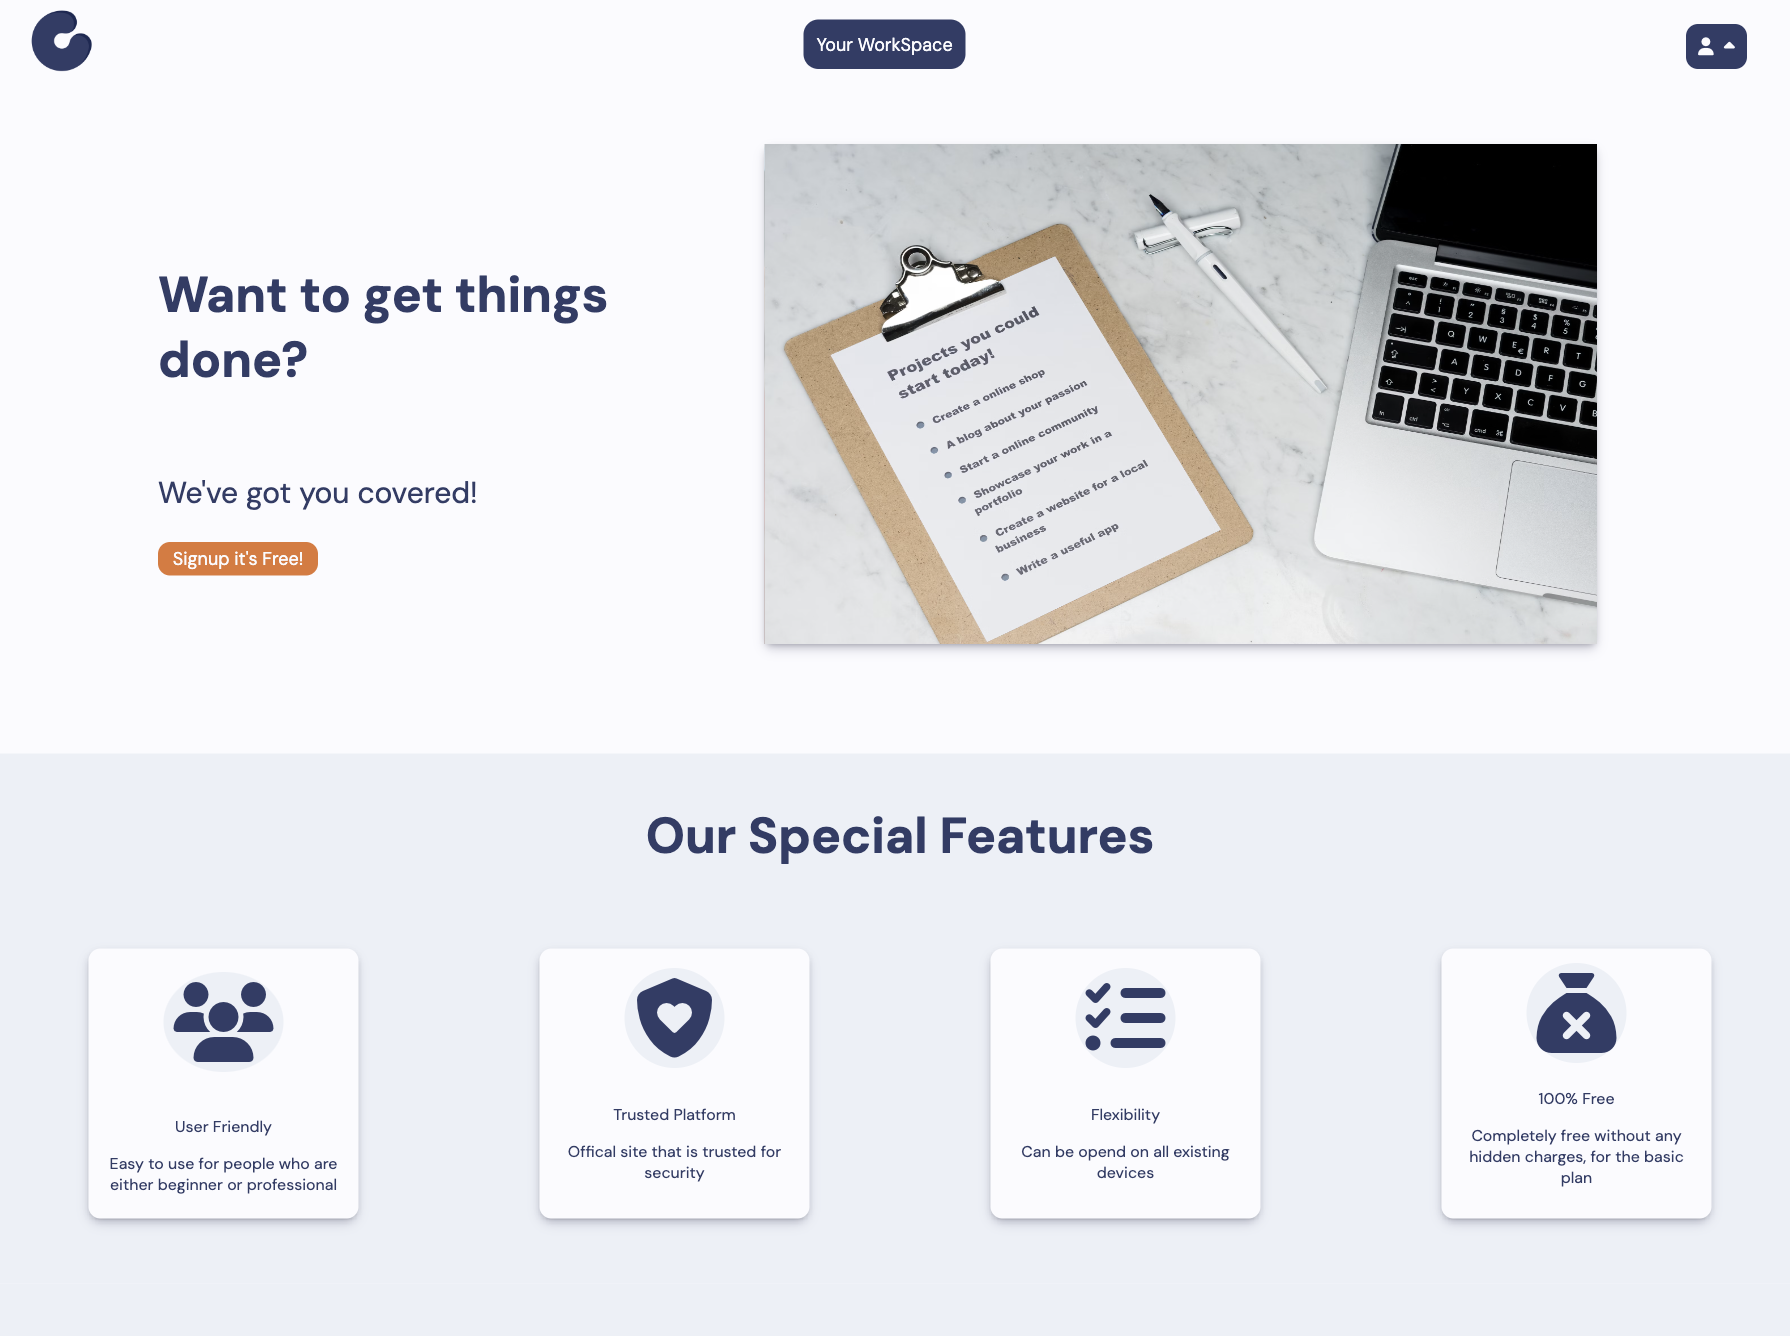 Your WorkSpace
Want to get things
done?
We've got you covered!
Signup it's Free!
Projects you could
start today!
Create a online shop
A blog about your passion
Start a online community
Showcase your work in a
portfolio
Create a website for a local
business
Write a useful app
Our Special Features
User Friendly
Easy to use for people who are
either beginner or professional
Trusted Platform
Offical site that is trusted for
security
Flexibility
Can be opend on all existing
devices
100% Free
Completely free without any
hidden charges, for the basic
plan